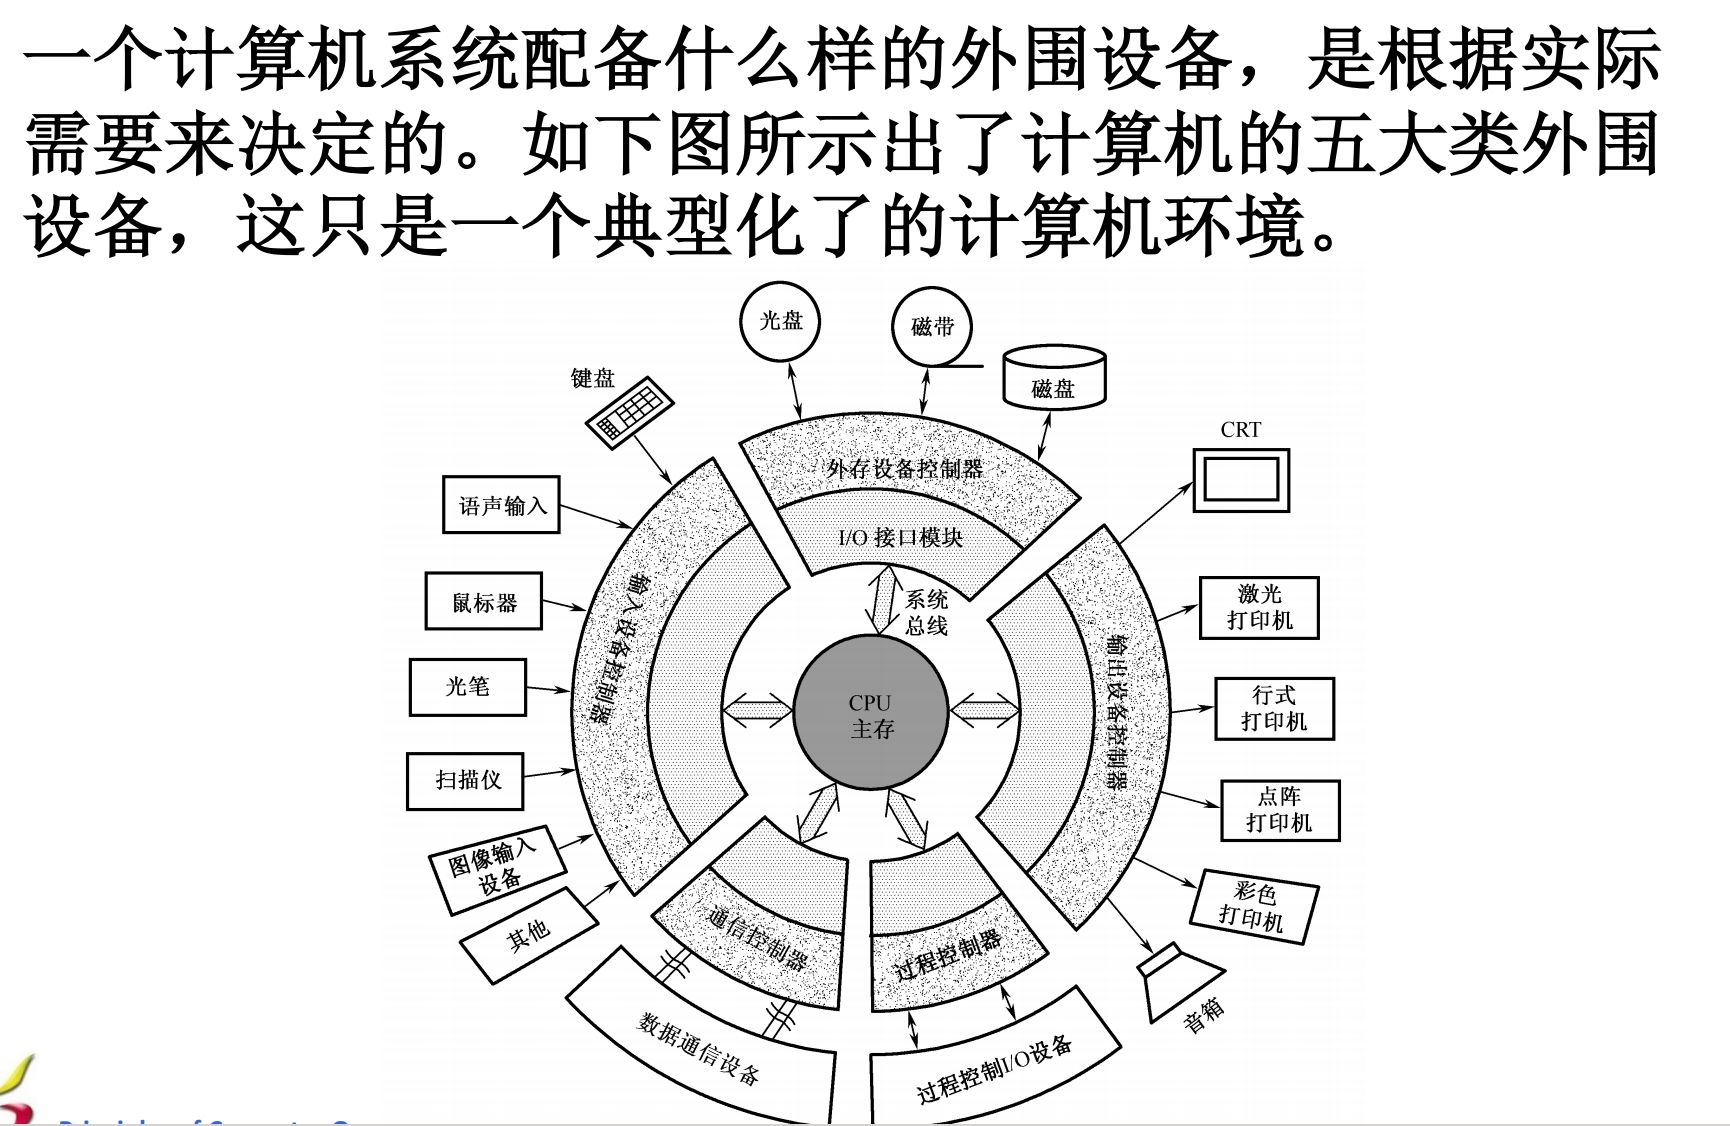 一个计算机系统配备什么样的外围设备，是根据实际
需要来决定的。如下图所示出了计算机的五大类外围
设备，这只是一个典型化了的计算机环境。
光盘
磁带
磁盘
键盘
CRT
外存设备控制器
语声输入
I/O 接口模块
鼠标器
系统
总线
激光
打印机
输入设备控制器
输出设备控制器
光笔
CPU
主存
行式
打印机
扫描仪
点阵
打印机
图像输入
设备
彩色
打印机
其他
通信控制器
过程控制器
音箱
数据通信设备
过程控制I/O设备